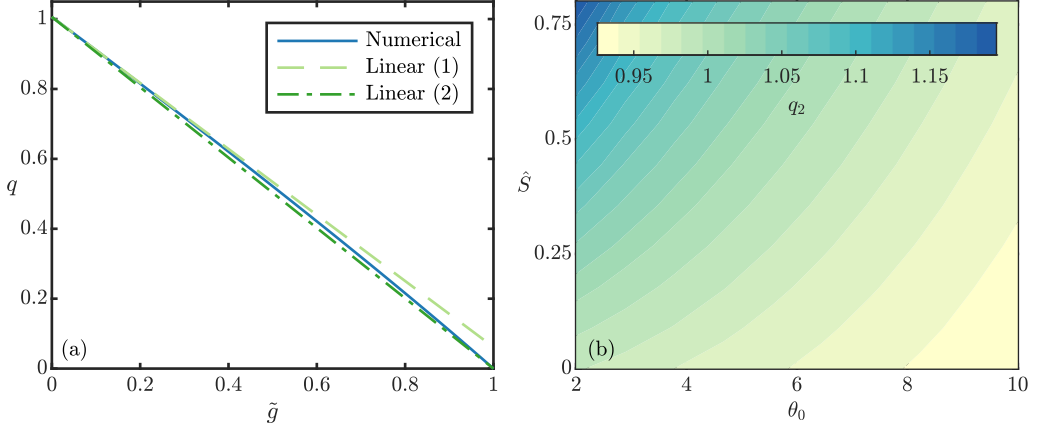 1
0.8
0.6
0.4
0.2
0
q
Numerical
Linear (1)
Linear (2)
(a)
0 0.2 0.4 0.6 0.8 1
g̃
0.75
0.5
0.25
0
Ŝ
0.95 1 1.05 1.1 1.15
q₂
(b)
2 4 6 8 10
θ₀